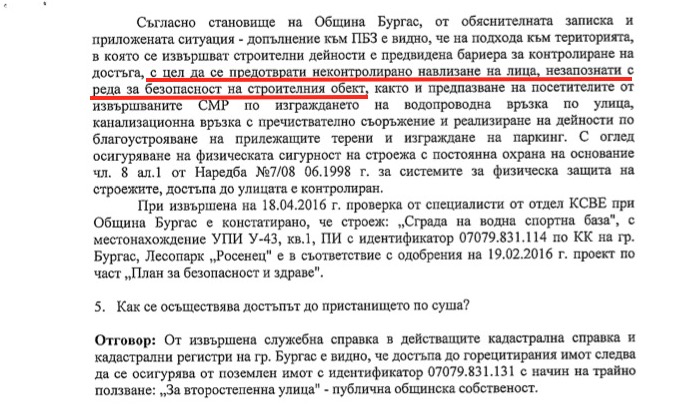 Съгласно становище на Община Бургас, от обяснителната записка и
приложената ситуация - допълнение към ПБЗ е видно, че на подхода към територията,
в която се извършват строителни дейности е предвидена бариера за контролиране на
достъга, с цел да се предотврати неконтролирано навлизане на лица, незапознати с
реда за безопасност на строителния обект, както и предпазване на посетителите от
извършваните СМР по изграждането на водопроводна връзка по улица,
канализационна връзка с пречиствателно съоръжение и реализиране на дейности по
благоустрояване на прилежащите терени и изграждане на паркинг. С оглед
осигуряване на физическата сигурност на строежа с постоянна охрана на основание
чл. 8 ал.1 от Наредба №7/08 06.1998 г. за системите за физическа защита на
строежите, достъпа до улицата е контролиран.
При извършена на 18.04.2016 г. проверка от специалисти от отдел КСВЕ при
Община Бургас е констатирано, че строеж: „Сграда на водна спортна база", с
местонахождение УПИ У-43, кв.1, ПИ с идентификатор 07079.831.114 по КК на гр.
Бургас, Лесопарк „Росенец" е в съответствие с одобрения на 19.02.2016 г. проект по
част „План за безопасност и здраве".
5. Как се осъществява достъпът до пристанището по суша?
Отговор: От извършена служебна справка в действащите кадастрална справка и
кадастрални регистри на гр. Бургас е видно, че достъпа до горецитирания имот следва
да се осигурява от поземлен имот с идентификатор 07079.831.131 с начин на трайно
ползване: „За второстепенна улица" - публична общинска собственост.